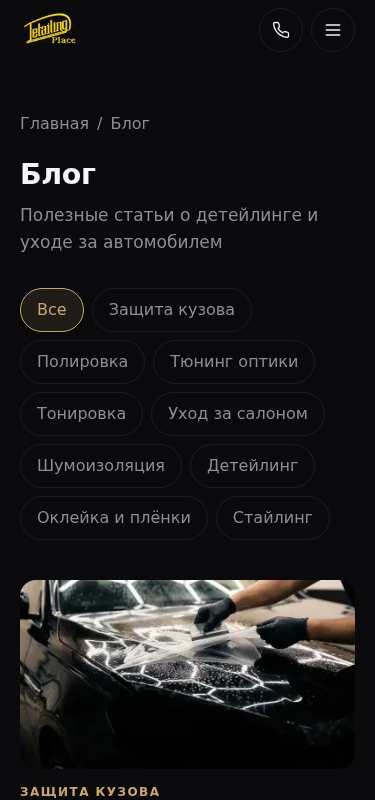 Detailing
Place
Главная / Блог
Блог
Полезные статьи о детейлинге и
уходе за автомобилем
Все
Защита кузова
Полировка
Тюнинг оптики
Тонировка
Уход за салоном
Шумоизоляция
Детейлинг
Оклейка и плёнки
Стайлинг
ЗАЩИТА КУЗОВА